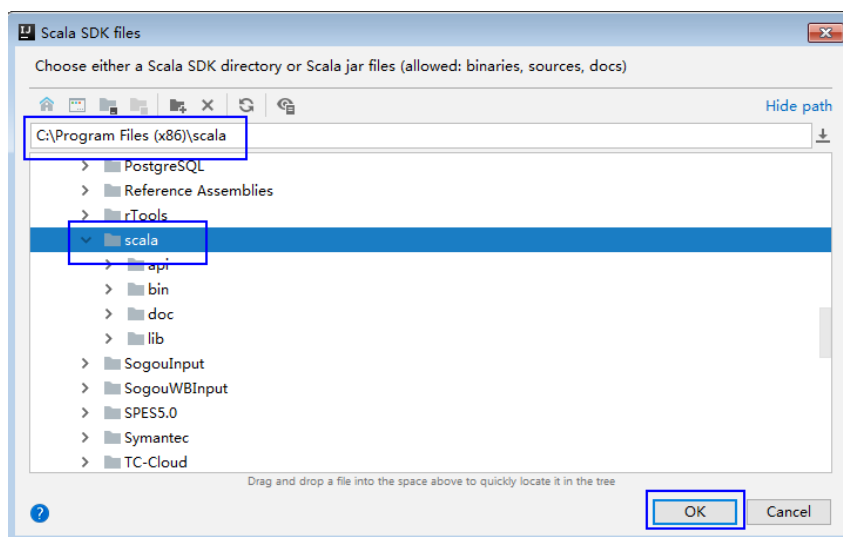 Scala SDK files
Choose either a Scala SDK directory or Scala jar files (allowed: binaries, sources, docs)
Hide path
C:\Program Files (x86)\scala
PostgreSQL
Reference Assemblies
rTools
scala
api
bin
doc
lib
SogouInput
SogouWBInput
SPES5.0
Symantec
TC-Cloud
Drag and drop a file into the space above to quickly locate it in the tree
? OK Cancel